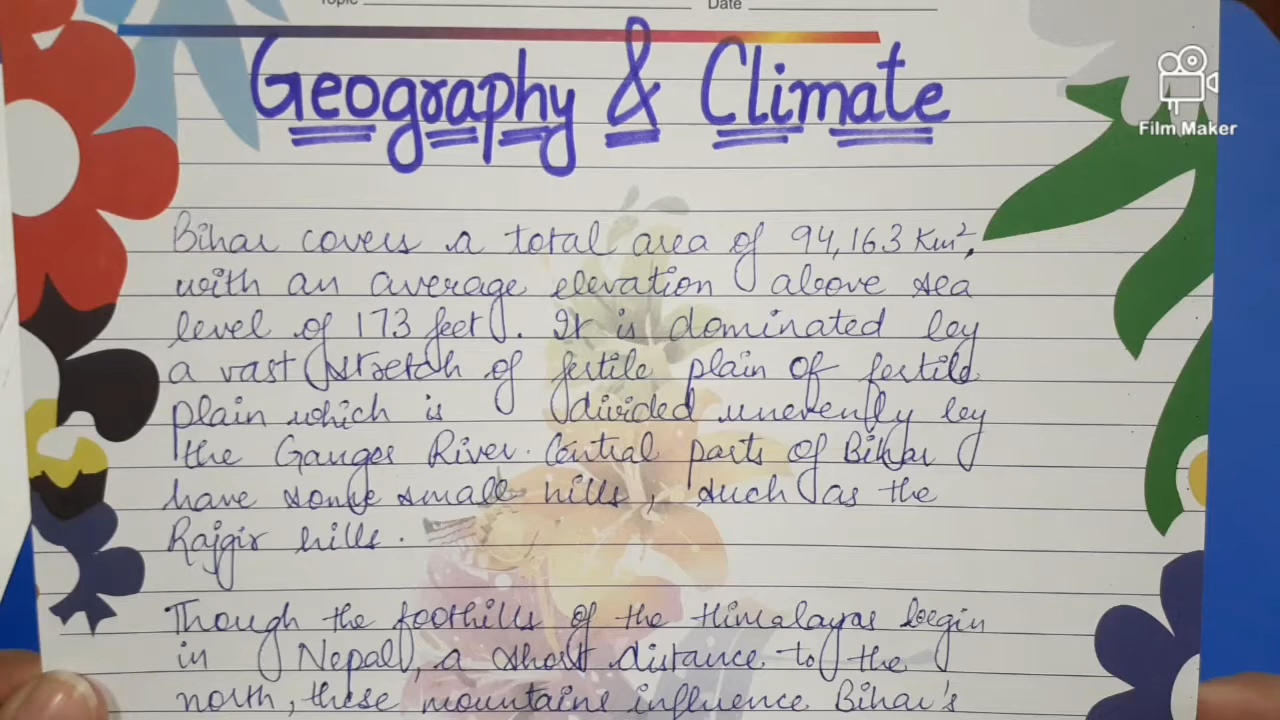 Topic Date
Geography & Climate
Film Maker
Bihar covers a total area of 94,163 Km²,
with an average elevation above sea
level of 173 feet. It is dominated by
a vast stretch of fertile plain of fertile
plain which is divided unevenly by
the Ganges River. Central parts of Bihar
have some small hills, such as the
Rajgir hills.
Though the foothills of the Himalayas begin
in Nepal, a short distance to the
north, these mountains influence Bihar's